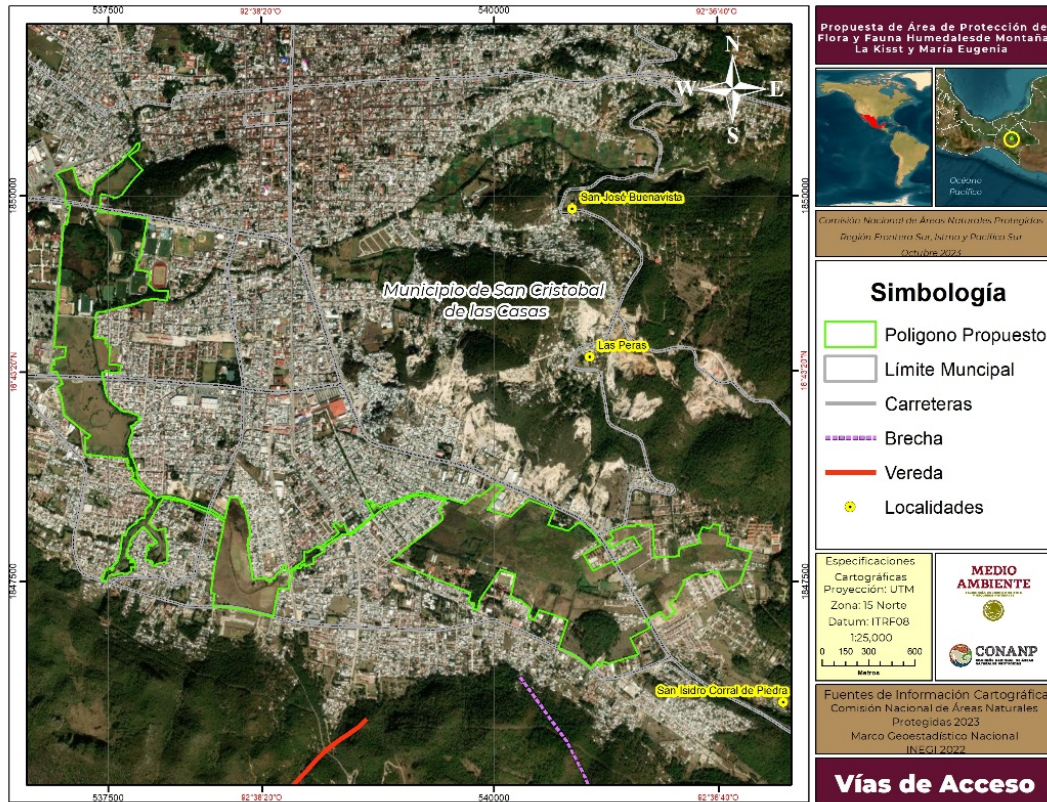 537500
92°38'20"O
540000
92°36'40"O
N
W
E
S
1850000
1850000
San José Buenavista
Municipio de San Cristobal
de las Casas
Las Peras
16°43'20"N
16°43'20"N
1847500
1847500
San Isidro Corral de Piedra
537500
92°38'20"O
540000
92°36'40"O
Propuesta de Área de Protección de
Flora y Fauna Humedalesde Montaña
La Kisst y María Eugenia
Océano
Pacífico
Comisión Nacional de Áreas Naturales Protegidas
Región Frontera Sur, Istmo y Pacífico Sur
Octubre 2023
Simbología
Poligono Propuesto
Límite Muncipal
Carreteras
Brecha
Vereda
Localidades
Especificaciones
Cartográficas
Proyección: UTM
Zona: 15 Norte
Datum: ITRF08
1:25,000
0 150 300 600
Metros
MEDIO
AMBIENTE
CONANP
Fuentes de Información Cartográfica
Comisión Nacional de Áreas Naturales
Protegidas 2023
Marco Geoestadístico Nacional
INEGI 2022
Vías de Acceso